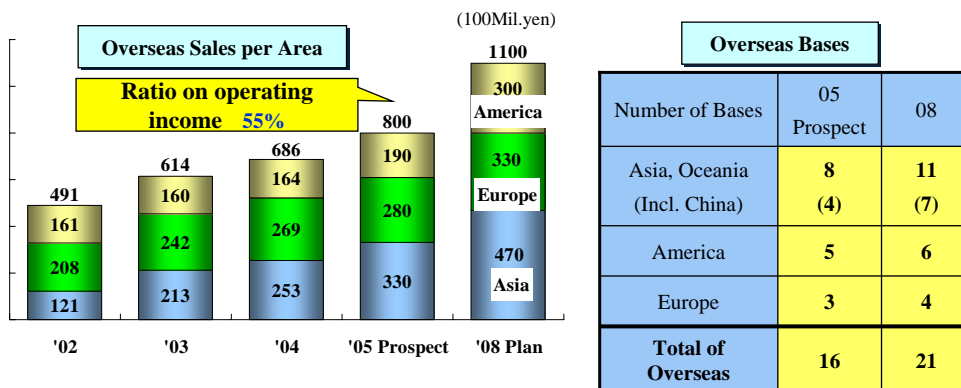 (100Mil.yen)
Overseas Sales per Area
Ratio on operating
income 55%
491
161
208
121
614
160
242
213
686
164
269
253
800
190
280
330
1100
300
America
330
Europe
470
Asia
'02 '03 '04 '05 Prospect '08 Plan
Overseas Bases
Number of Bases 05 Prospect 08
Asia, Oceania 8 11
(Incl. China) (4) (7)
America 5 6
Europe 3 4
Total of Overseas 16 21